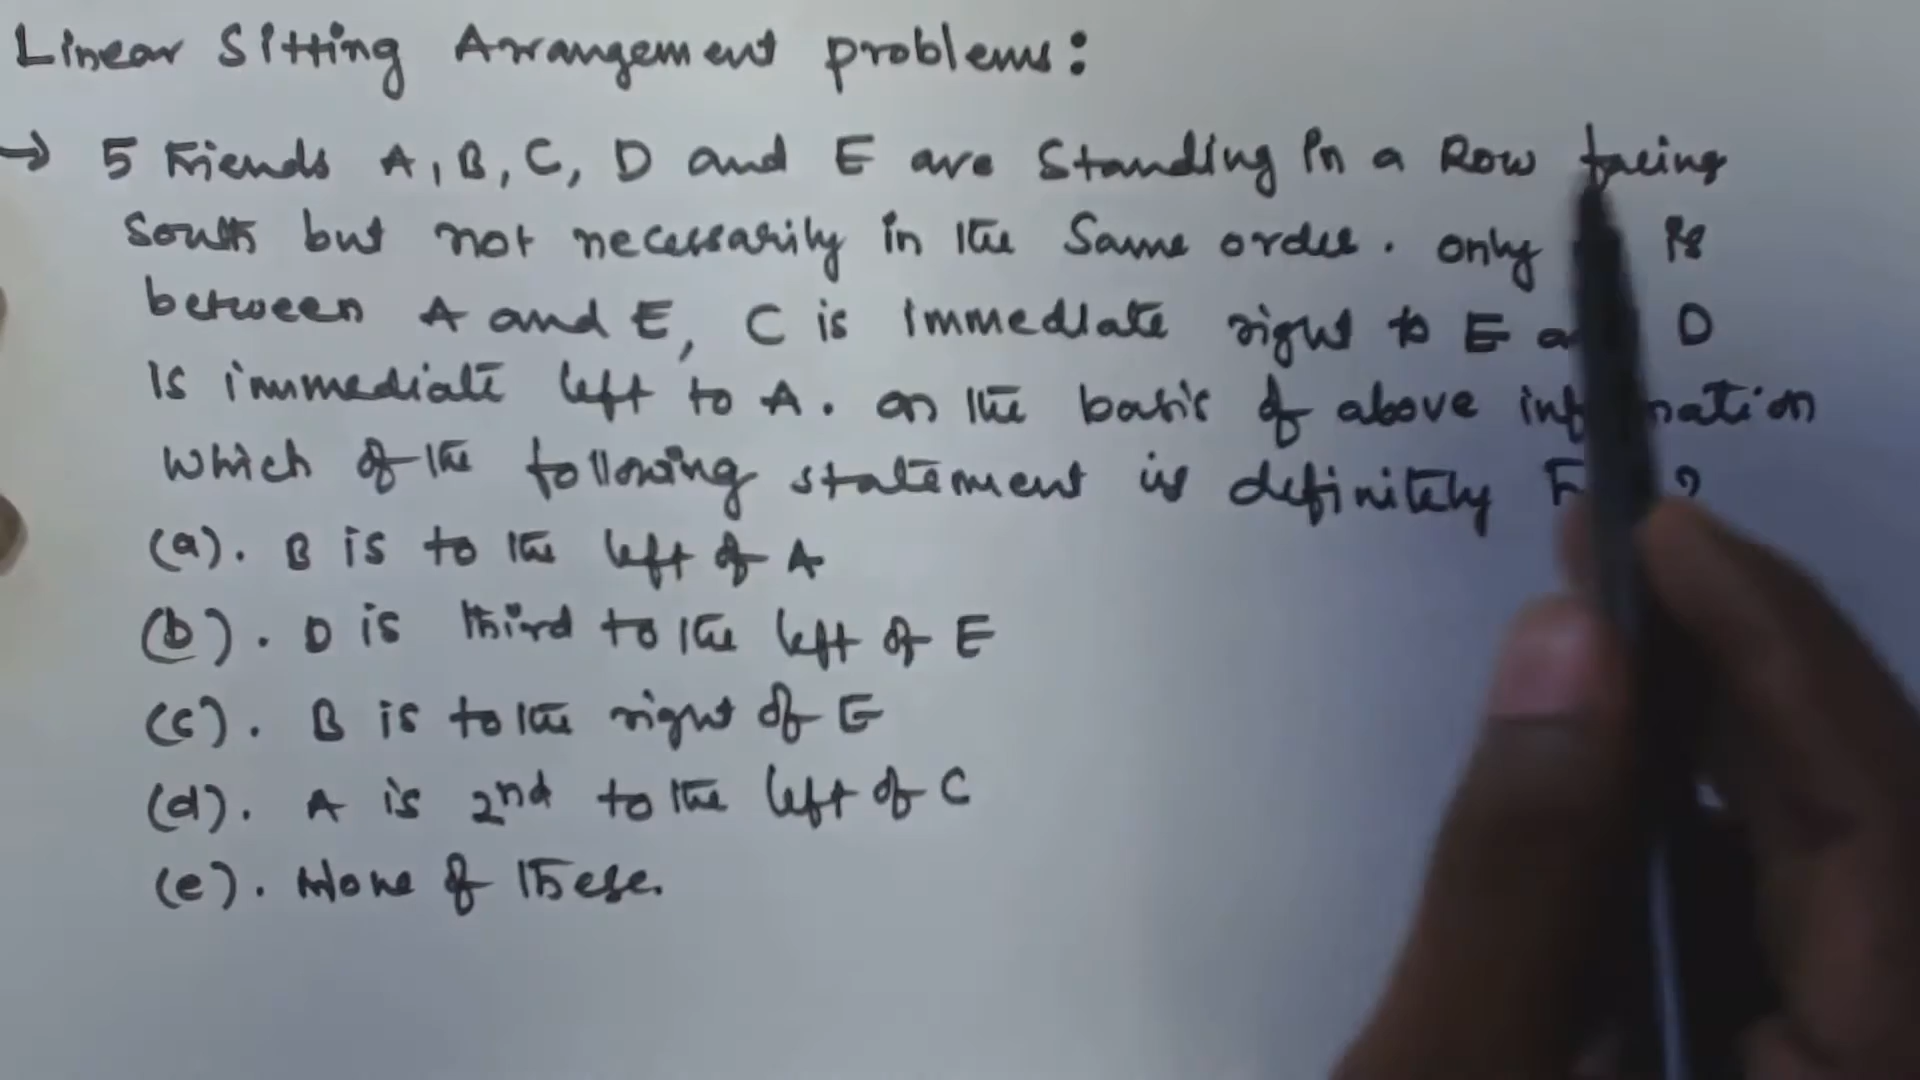 Linear Sitting Arrangement problems:
→ 5 Friends A, B, C, D and E are Standing in a Row facing
South but not necessarily in the Same order. only is
between A and E, C is immediate right to E D
is immediate left to A. on the basis of above
which of the following statement is definitely ?
(a). B is to the left of A
(b). D is third to the left of E
(c). B is to the right of E
(d). A is 2nd to the left of C
(e). None of these.